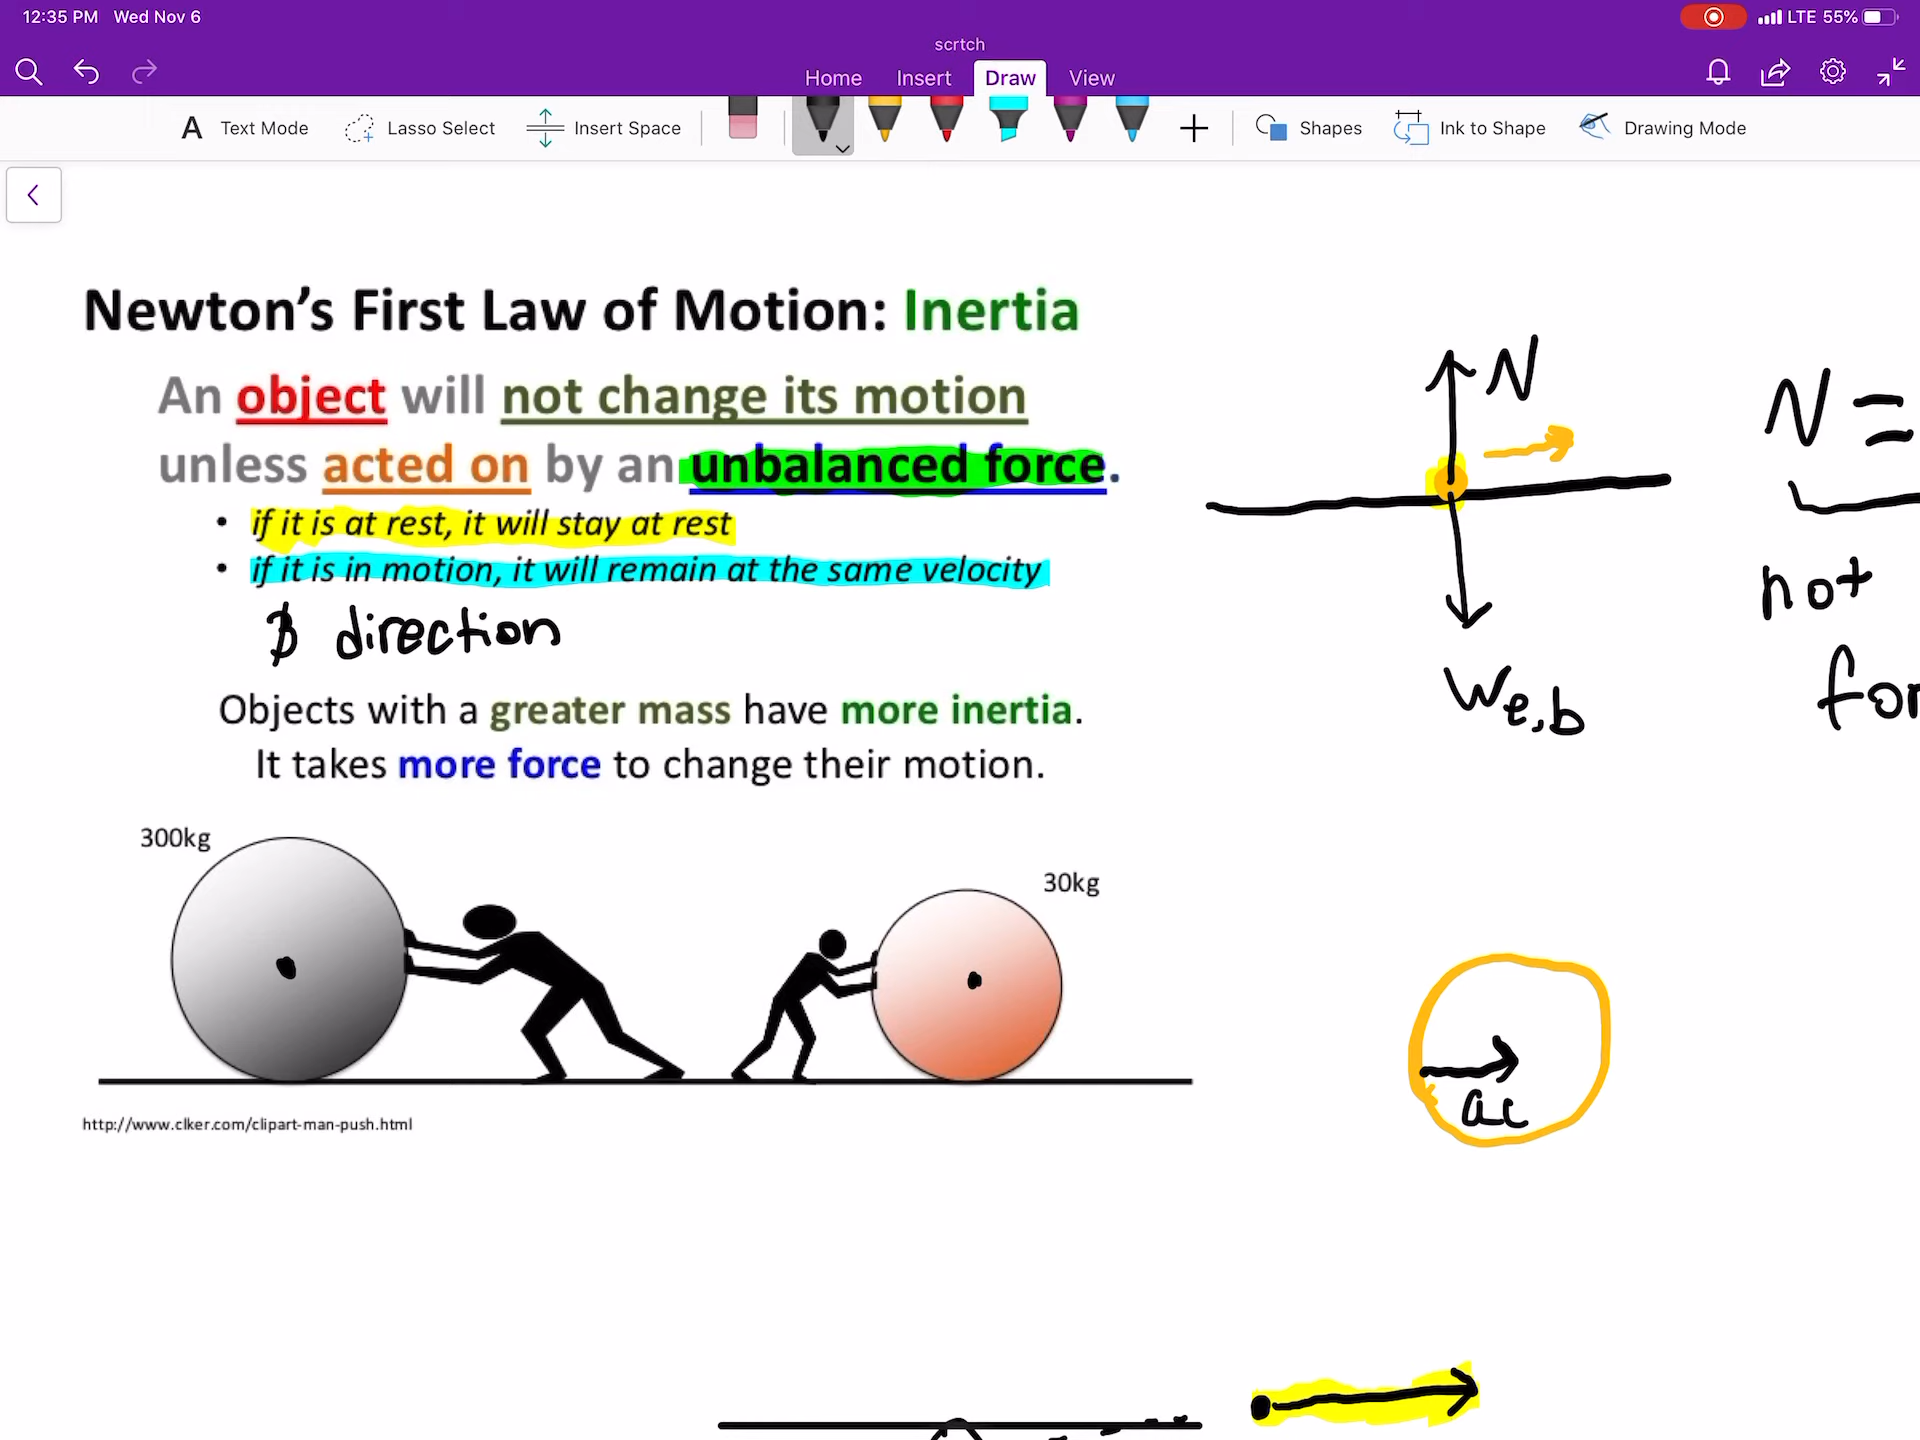 12:35 PM Wed Nov 6
LTE 55%
scrtch
Home Insert Draw View
A Text Mode Lasso Select Insert Space Shapes Ink to Shape Drawing Mode
Newton's First Law of Motion: Inertia
An object will not change its motion
unless acted on by an unbalanced force.
• if it is at rest, it will stay at rest
• if it is in motion, it will remain at the same velocity
direction
Objects with a greater mass have more inertia.
It takes more force to change their motion.
300kg
30kg
http://www.clker.com/clipart-man-push.html
N
We,b
N =
not
for
ac